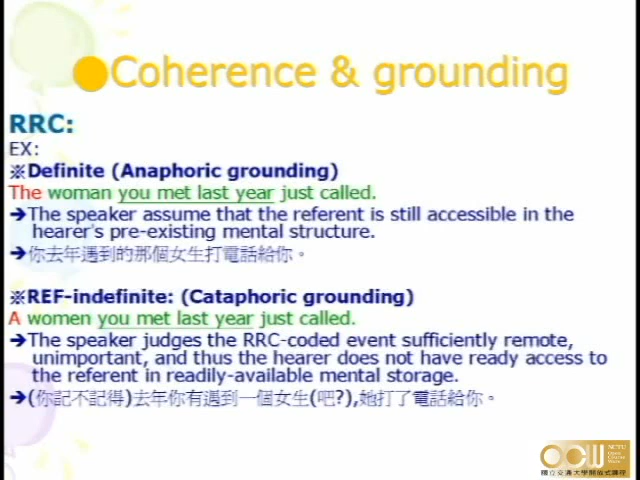 ●Coherence & grounding
RRC:
EX:
※Definite (Anaphoric grounding)
The woman you met last year just called.
➔The speaker assume that the referent is still accessible in the
hearer's pre-existing mental structure.
➔你去年遇到的那個女生打電話給你。
※REF-indefinite: (Cataphoric grounding)
A women you met last year just called.
➔The speaker judges the RRC-coded event sufficiently remote,
unimportant, and thus the hearer does not have ready access to
the referent in readily-available mental storage.
➔(你記不記得)去年你有遇到一個女生(吧?),她打了電話給你。
OCW
NCTU
國立交通大學開放式課程